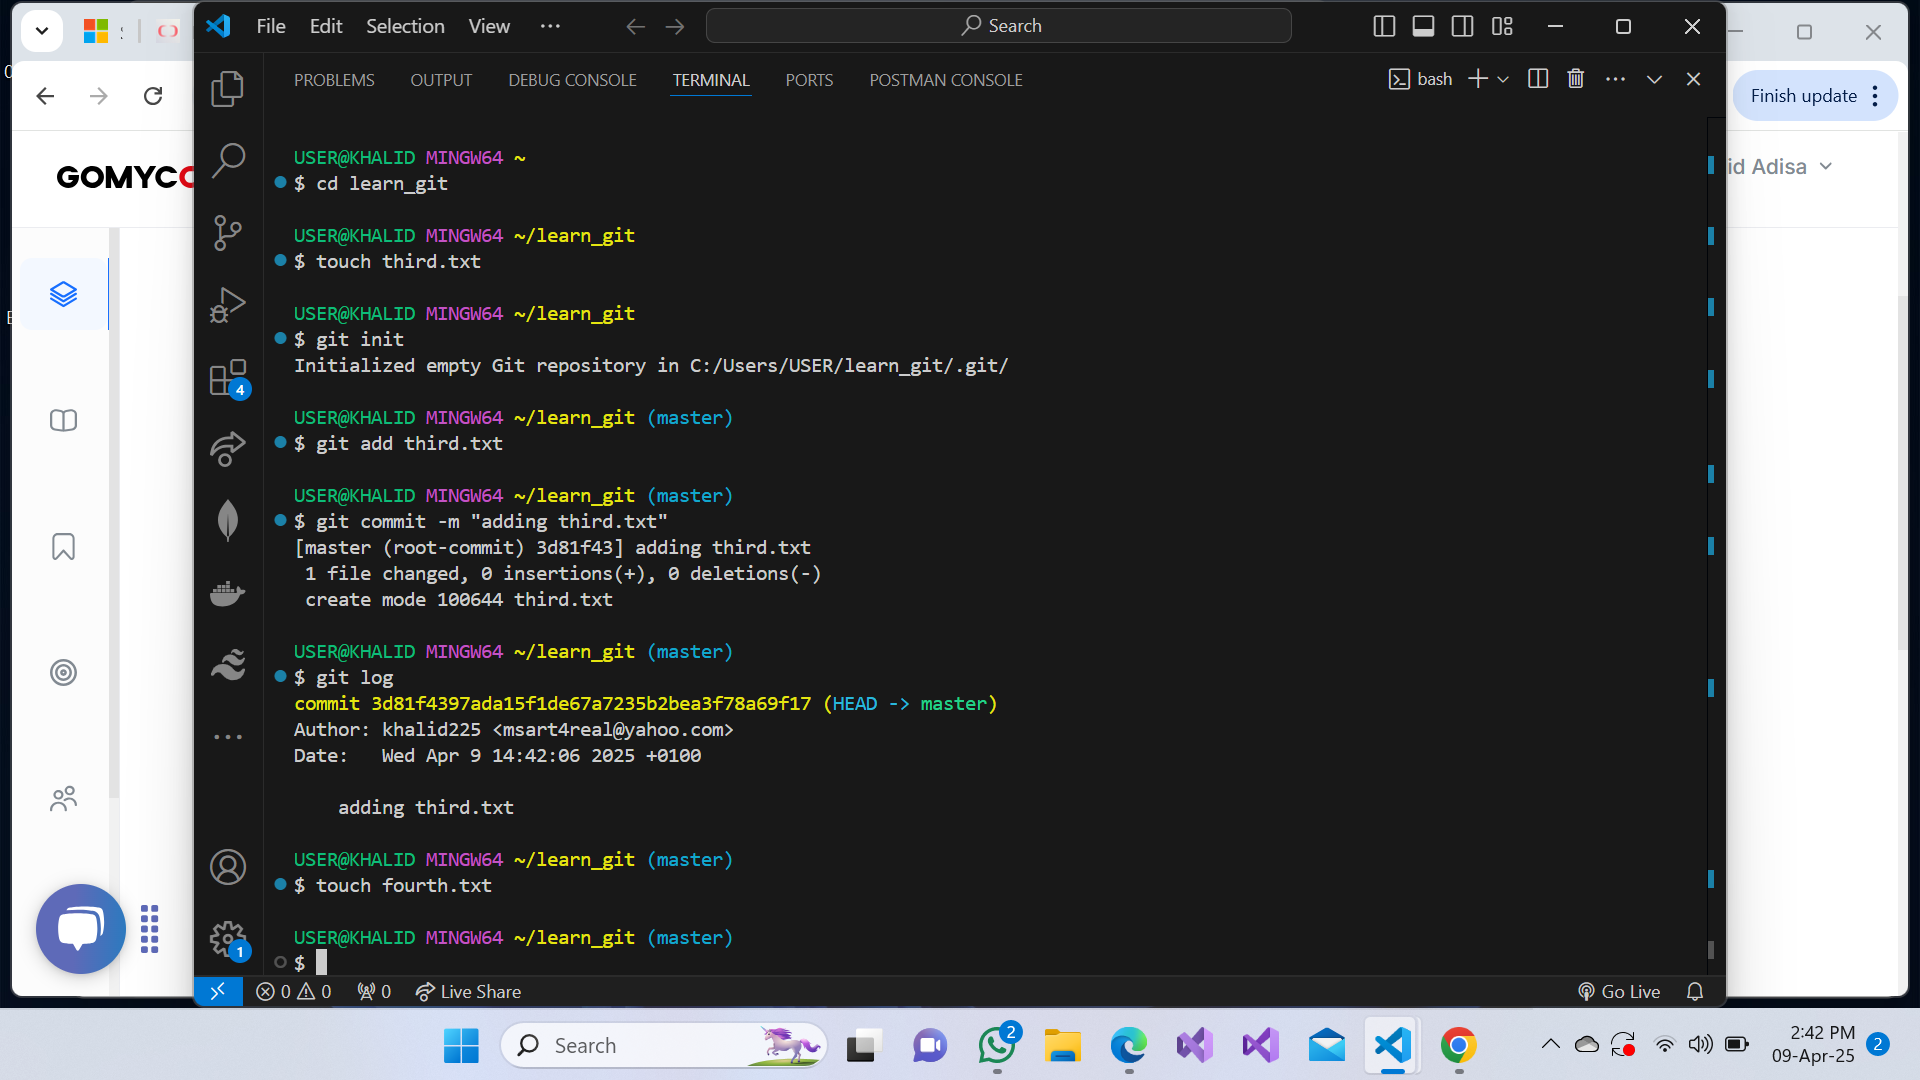 File Edit Selection View ···
Search
PROBLEMS OUTPUT DEBUG CONSOLE TERMINAL PORTS POSTMAN CONSOLE
bash
Finish update
GOMYC
id Adisa
USER@KHALID MINGW64 ~
$ cd learn_git
USER@KHALID MINGW64 ~/learn_git
$ touch third.txt
USER@KHALID MINGW64 ~/learn_git
$ git init
Initialized empty Git repository in C:/Users/USER/learn_git/.git/
USER@KHALID MINGW64 ~/learn_git (master)
$ git add third.txt
USER@KHALID MINGW64 ~/learn_git (master)
$ git commit -m "adding third.txt"
[master (root-commit) 3d81f43] adding third.txt
1 file changed, 0 insertions(+), 0 deletions(-)
create mode 100644 third.txt
USER@KHALID MINGW64 ~/learn_git (master)
$ git log
commit 3d81f4397ada15f1de67a7235b2bea3f78a69f17 (HEAD -> master)
Author: khalid225 <msart4real@yahoo.com>
Date:   Wed Apr 9 14:42:06 2025 +0100
adding third.txt
USER@KHALID MINGW64 ~/learn_git (master)
$ touch fourth.txt
USER@KHALID MINGW64 ~/learn_git (master)
$
4
1
0 0 0 Live Share
Go Live
Search
2
2:42 PM
09-Apr-25
2